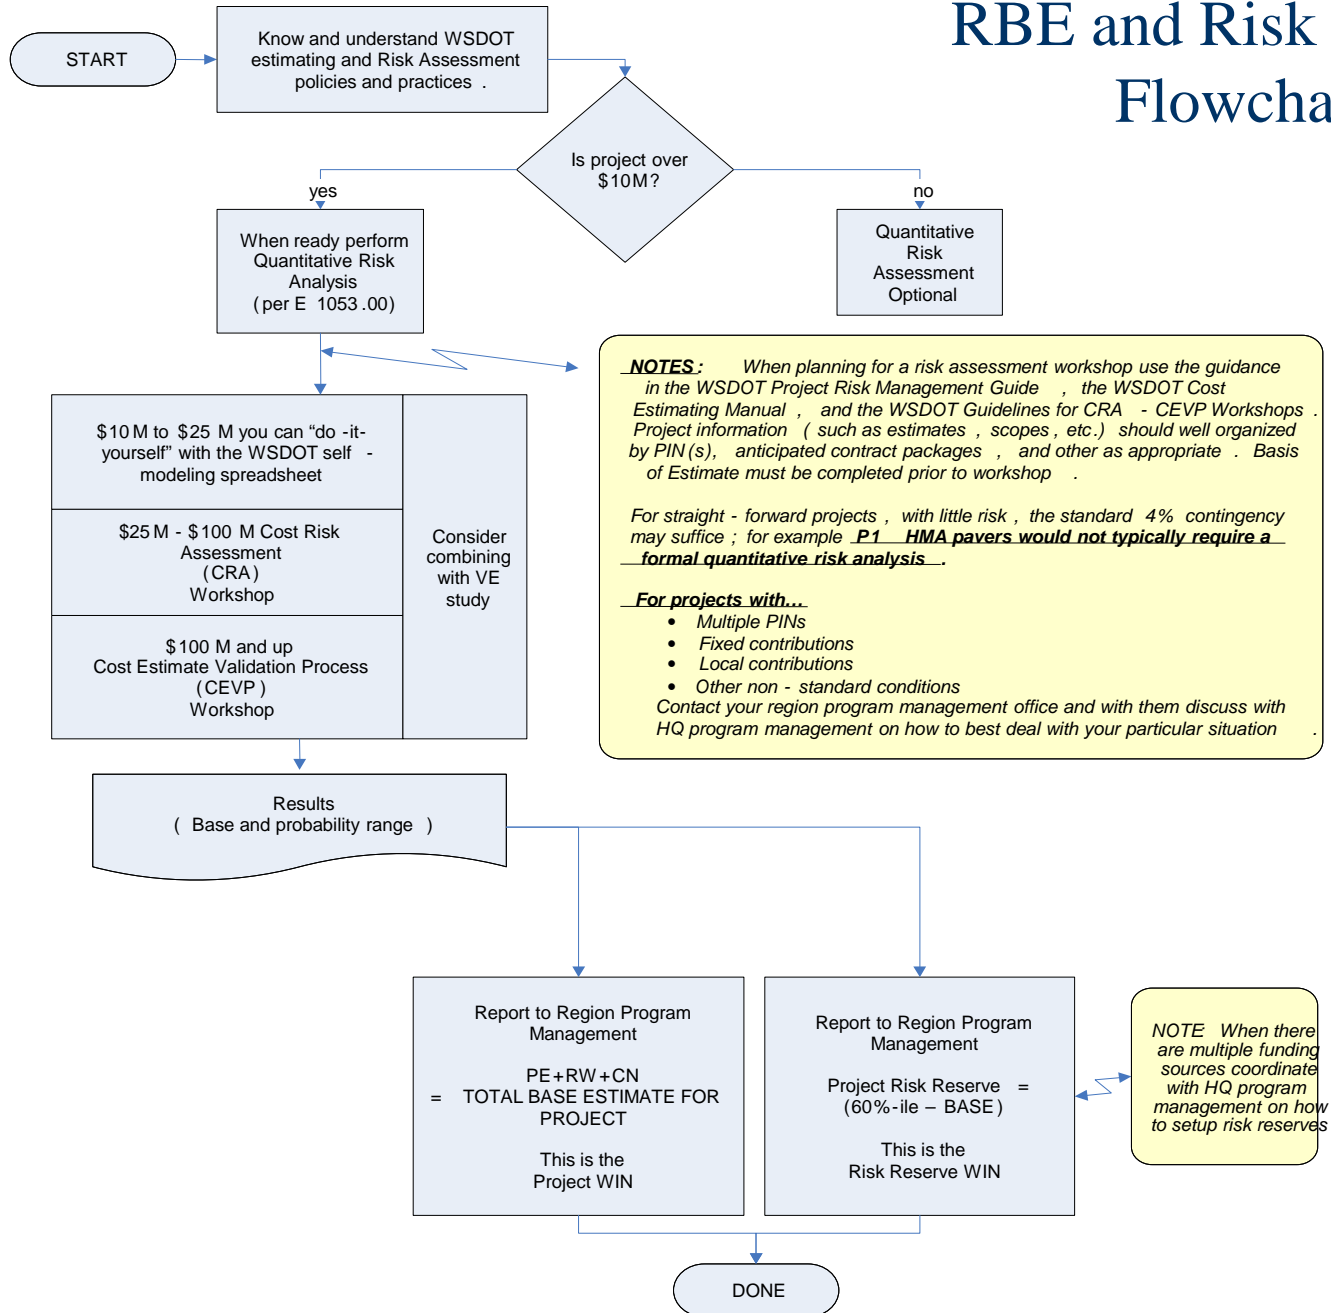 RBE and Risk
Flowcha
START
Know and understand WSDOT
estimating and Risk Assessment
policies and practices .
Is project over
$10M?
yes
no
When ready perform
Quantitative Risk
Analysis
(per E 1053.00)
Quantitative
Risk
Assessment
Optional
NOTES: When planning for a risk assessment workshop use the guidance
in the WSDOT Project Risk Management Guide , the WSDOT Cost
Estimating Manual , and the WSDOT Guidelines for CRA - CEVP Workshops .
Project information ( such as estimates , scopes , etc.) should well organized
by PIN (s), anticipated contract packages , and other as appropriate . Basis
of Estimate must be completed prior to workshop .
For straight - forward projects , with little risk , the standard 4% contingency
may suffice ; for example P1 HMA pavers would not typically require a
formal quantitative risk analysis .
For projects with...
• Multiple PINs
• Fixed contributions
• Local contributions
• Other non - standard conditions
Contact your region program management office and with them discuss with
HQ program management on how to best deal with your particular situation .
$10 M to $25 M you can “do -it-
yourself” with the WSDOT self -
modeling spreadsheet
$25 M - $100 M Cost Risk
Assessment
(CRA)
Workshop
$100 M and up
Cost Estimate Validation Process
(CEVP)
Workshop
Consider
combining
with VE
study
Results
( Base and probability range )
Report to Region Program
Management
PE+RW+CN
= TOTAL BASE ESTIMATE FOR
PROJECT
This is the
Project WIN
Report to Region Program
Management
Project Risk Reserve =
(60%-ile – BASE)
This is the
Risk Reserve WIN
NOTE When there
are multiple funding
sources coordinate
with HQ program
management on how
to setup risk reserves
DONE